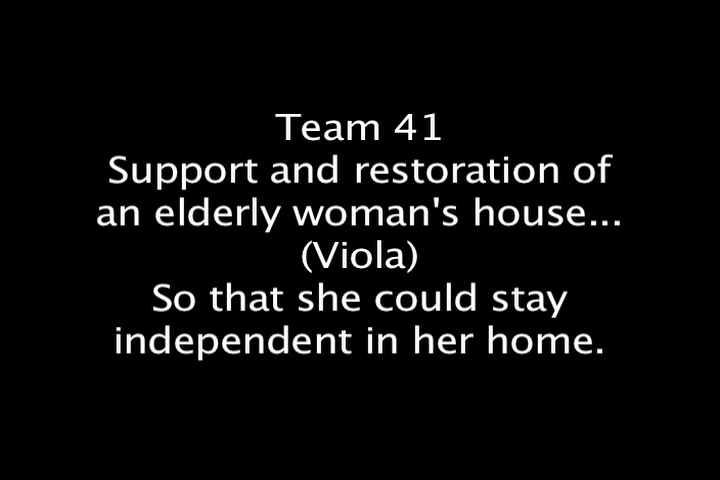 Team 41
Support and restoration of
an elderly woman's house...
(Viola)
So that she could stay
independent in her home.